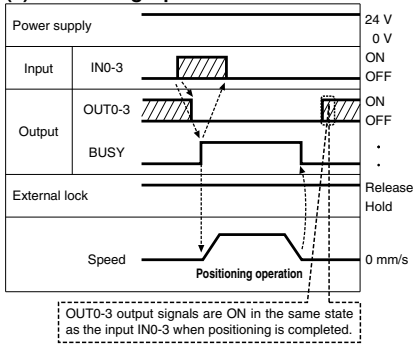 Power supply
24 V
0 V
Input
IN0-3
ON
OFF
Output
OUT0-3
ON
OFF
BUSY
External lock
Release
Hold
Speed
0 mm/s
Positioning operation
OUT0-3 output signals are ON in the same state
as the input IN0-3 when positioning is completed.